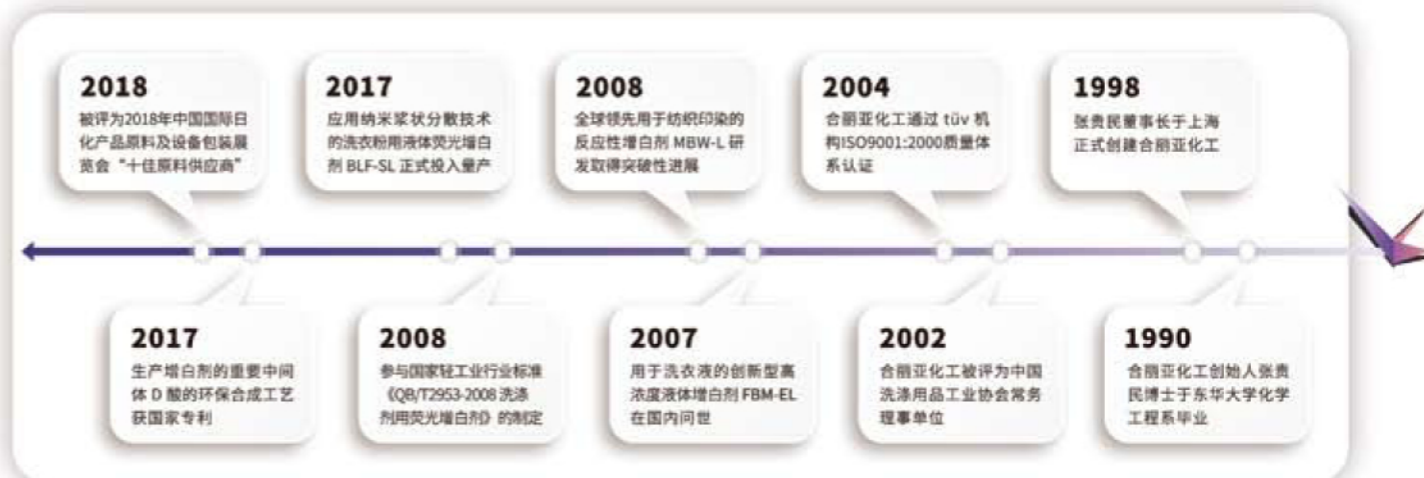 2018
被评为2018年中国国际日
化产品原料及设备包装展
览会“十佳原料供应商”
2017
应用纳米浆状分散技术
的洗衣粉用液体荧光增白
剂 BLF-SL 正式投入量产
2008
全球领先用于纺织印染的
反应性增白剂 MBW-L 研
发取得突破性进展
2004
合丽亚化工通过 tüv 机
构ISO9001:2000质量体
系认证
1998
张贵民董事长于上海
正式创建合丽亚化工
2017
生产增白剂的重要中间
体 D 酸的环保合成工艺
获国家专利
2008
参与国家轻工业行业标准
《QB/T2953-2008 洗涤
剂用荧光增白剂》的制定
2007
用于洗衣液的创新型高
浓度液体增白剂 FBM-EL
在国内问世
2002
合丽亚化工被评为中国
洗涤用品工业协会常务
理事单位
1990
合丽亚化工创始人张贵
民博士于东华大学化学
工程系毕业